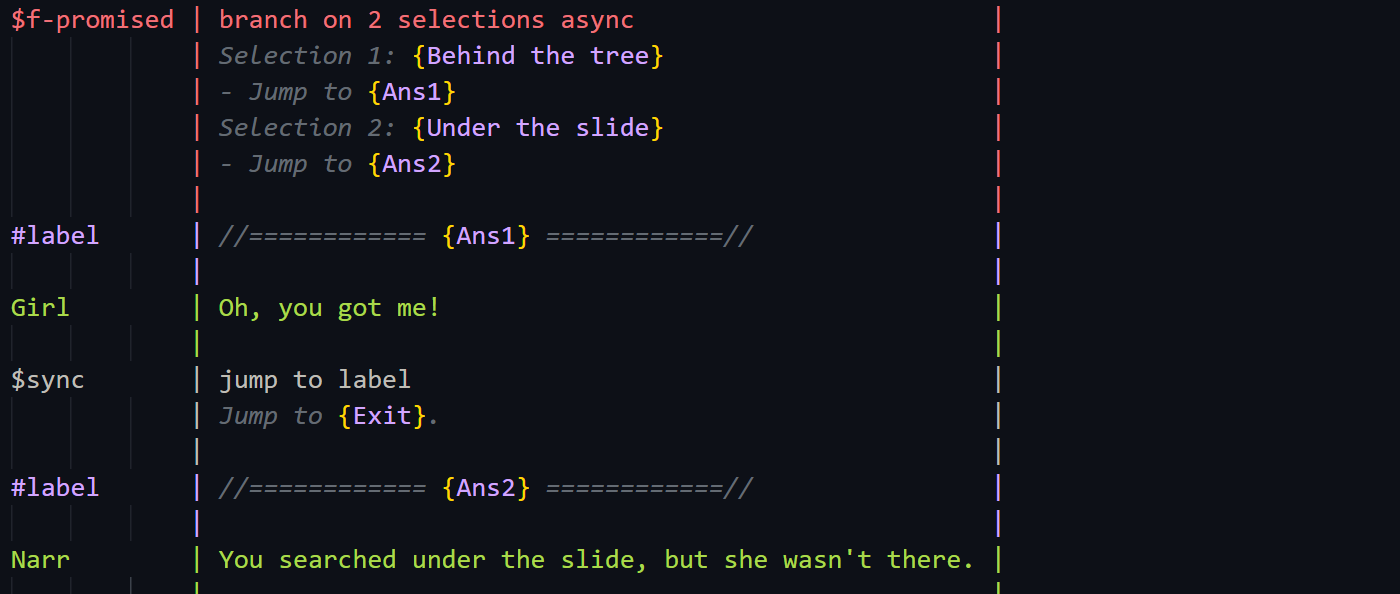 $f-promised | branch on 2 selections async |
| Selection 1: {Behind the tree} |
| - Jump to {Ans1} |
| Selection 2: {Under the slide} |
| - Jump to {Ans2} |
| |
#label | //============ {Ans1} ============// |
| |
Girl | Oh, you got me! |
| |
$sync | jump to label |
| Jump to {Exit}. |
| |
#label | //============ {Ans2} ============// |
| |
Narr | You searched under the slide, but she wasn't there. |
| |